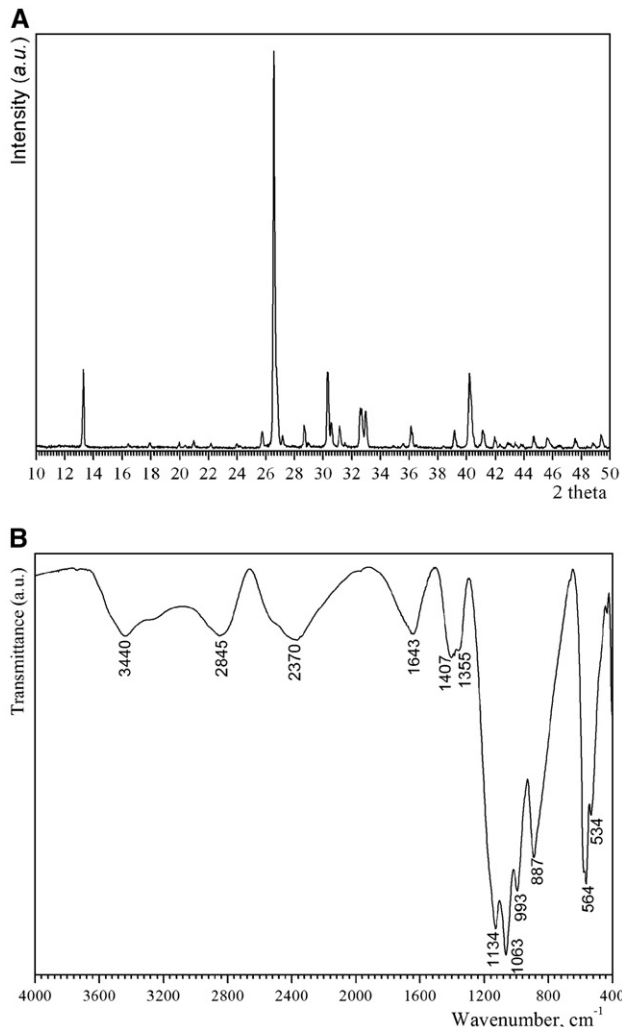 A
Intensity (a.u.)
10 12 14 16 18 20 22 24 26 28 30 32 34 36 38 40 42 44 46 48 50
2 theta
B
Transmittance (a.u.)
3440
2845
2370
1643
1407
1355
1134
1063
993
887
564
534
4000 3600 3200 2800 2400 2000 1600 1200 800 400
Wavenumber, cm⁻¹